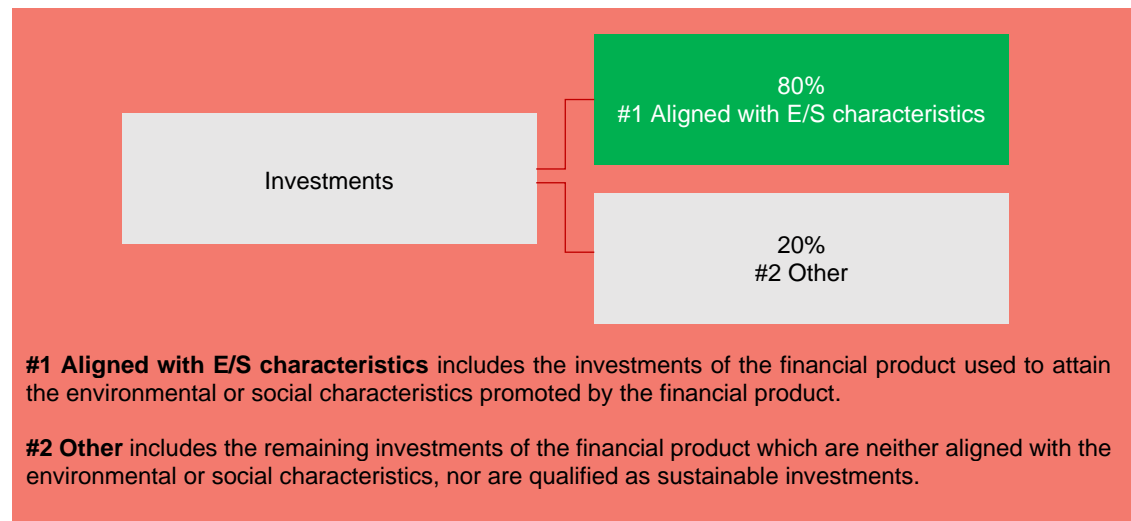 80%
#1 Aligned with E/S characteristics
Investments
20%
#2 Other
#1 Aligned with E/S characteristics includes the investments of the financial product used to attain
the environmental or social characteristics promoted by the financial product.
#2 Other includes the remaining investments of the financial product which are neither aligned with the
environmental or social characteristics, nor are qualified as sustainable investments.